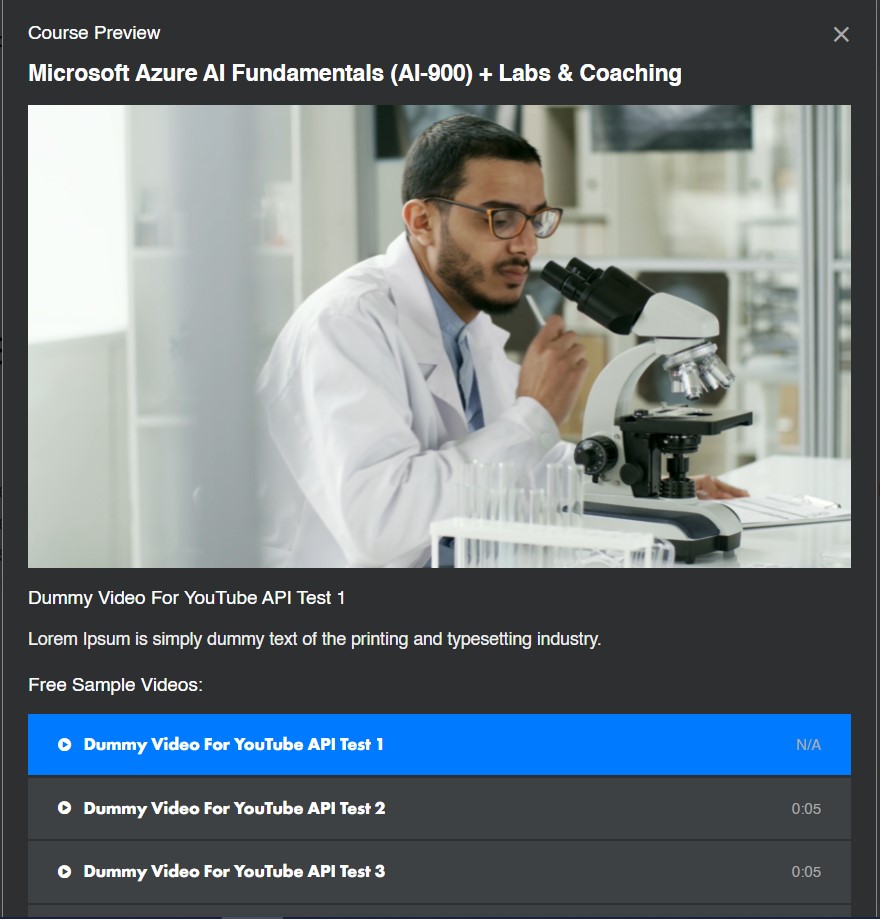 Course Preview
Microsoft Azure AI Fundamentals (AI-900) + Labs & Coaching
Dummy Video For YouTube API Test 1
Lorem Ipsum is simply dummy text of the printing and typesetting industry.
Free Sample Videos:
Dummy Video For YouTube API Test 1 N/A
Dummy Video For YouTube API Test 2 0:05
Dummy Video For YouTube API Test 3 0:05